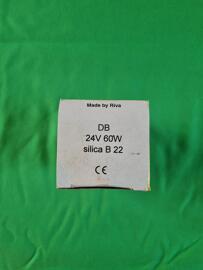 Made by Riva
DB
24V 60W
silica B 22
CE